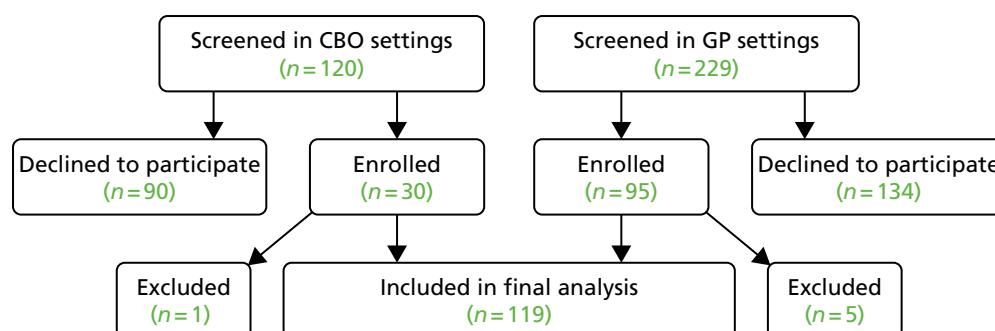 Screened in CBO settings
(n=120)
Screened in GP settings
(n=229)
Declined to participate
(n=90)
Enrolled
(n=30)
Enrolled
(n=95)
Declined to participate
(n=134)
Excluded
(n=1)
Included in final analysis
(n=119)
Excluded
(n=5)